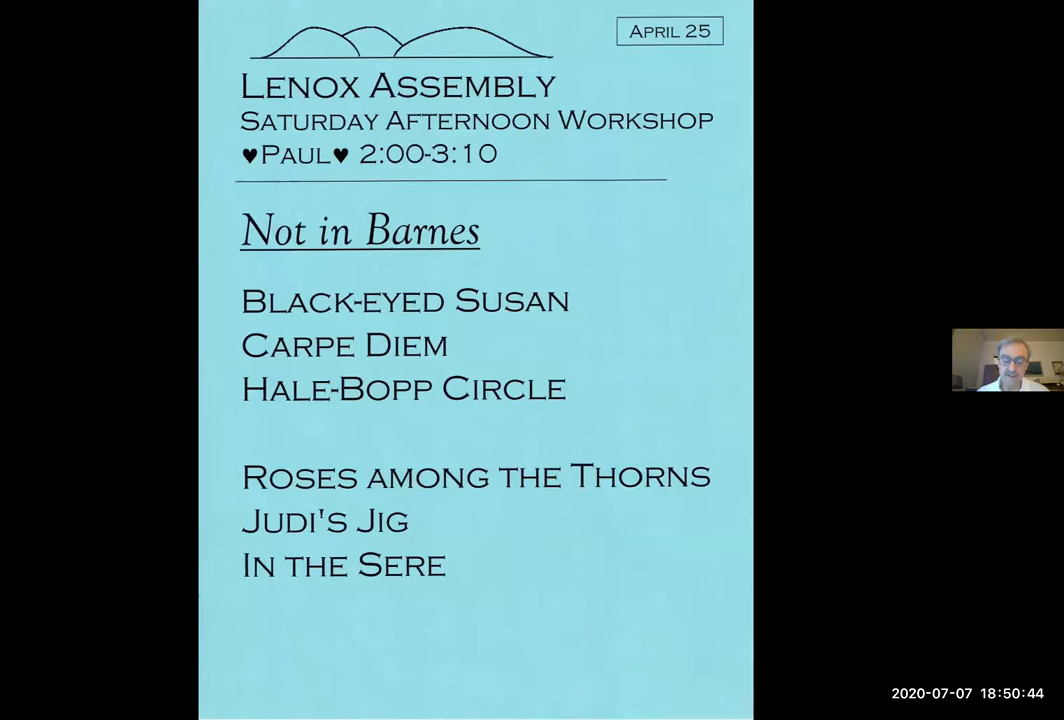 April 25
Lenox Assembly
Saturday Afternoon Workshop
♥Paul♥ 2:00-3:10
Not in Barnes
Black-eyed Susan
Carpe Diem
Hale-Bopp Circle
Roses among the Thorns
Judi's Jig
In the Sere
2020-07-07 18:50:44